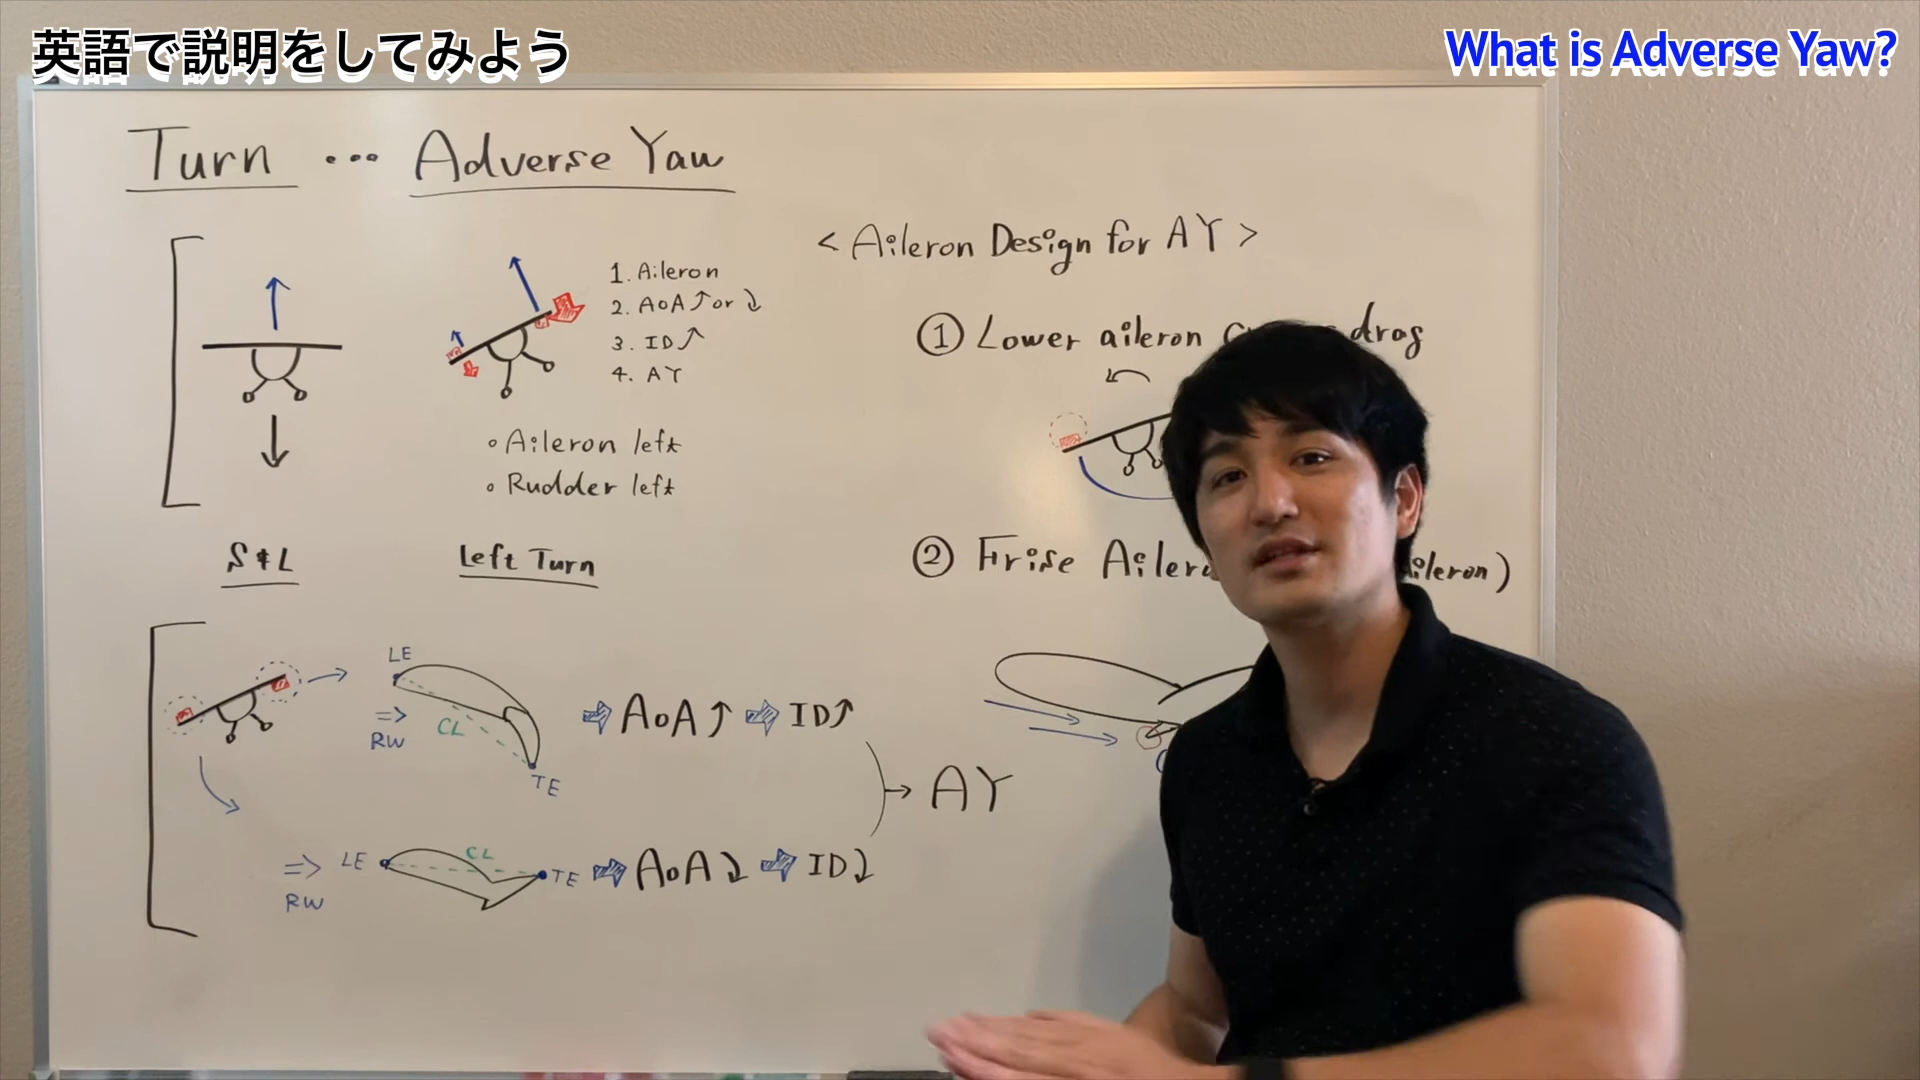 英語で説明をしてみよう
What is Adverse Yaw?
Turn ... Adverse Yaw
< Aileron Design for AY >
1. Aileron
2. AoA ↑ or ↓
3. ID ↑
4. AY
① Lower aileron drag
∘ Aileron left
∘ Rudder left
S & L
Left Turn
② Frise Aileron)
LE
RW
CL
TE
AoA ↑ ID ↑
AY
RW
LE
CL
TE
AoA ↓ ID ↓